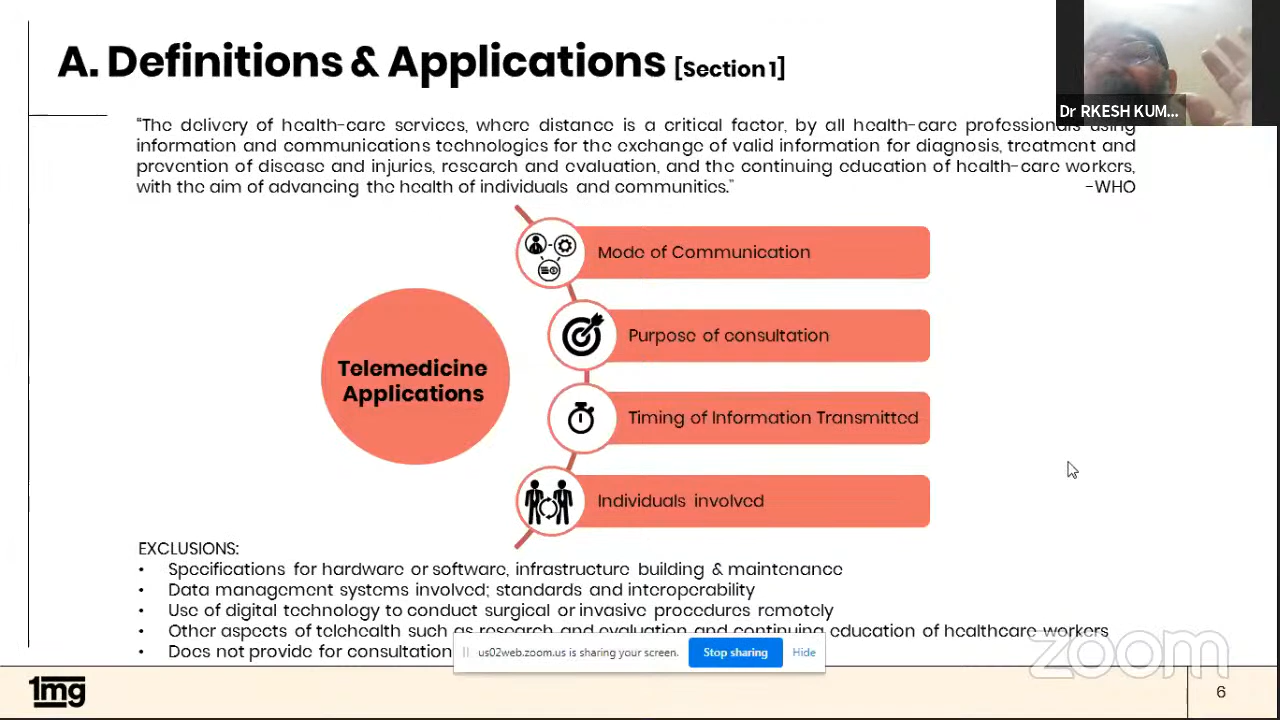 A. Definitions & Applications [Section 1]
Dr RKESH KUM...
“The delivery of health-care services, where distance is a critical factor, by all health-care professionals using
information and communications technologies for the exchange of valid information for diagnosis, treatment and
prevention of disease and injuries, research and evaluation, and the continuing education of health-care workers,
with the aim of advancing the health of individuals and communities.” -WHO
Mode of Communication
Purpose of consultation
Telemedicine
Applications
Timing of Information Transmitted
Individuals involved
EXCLUSIONS:
• Specifications for hardware or software, infrastructure building & maintenance
• Data management systems involved; standards and interoperability
• Use of digital technology to conduct surgical or invasive procedures remotely
• Other aspects of telehealth such as research and evaluation and continuing education of healthcare workers
• Does not provide for consultation
us02web.zoom.us is sharing your screen. Stop sharing Hide
zoom
1mg
6